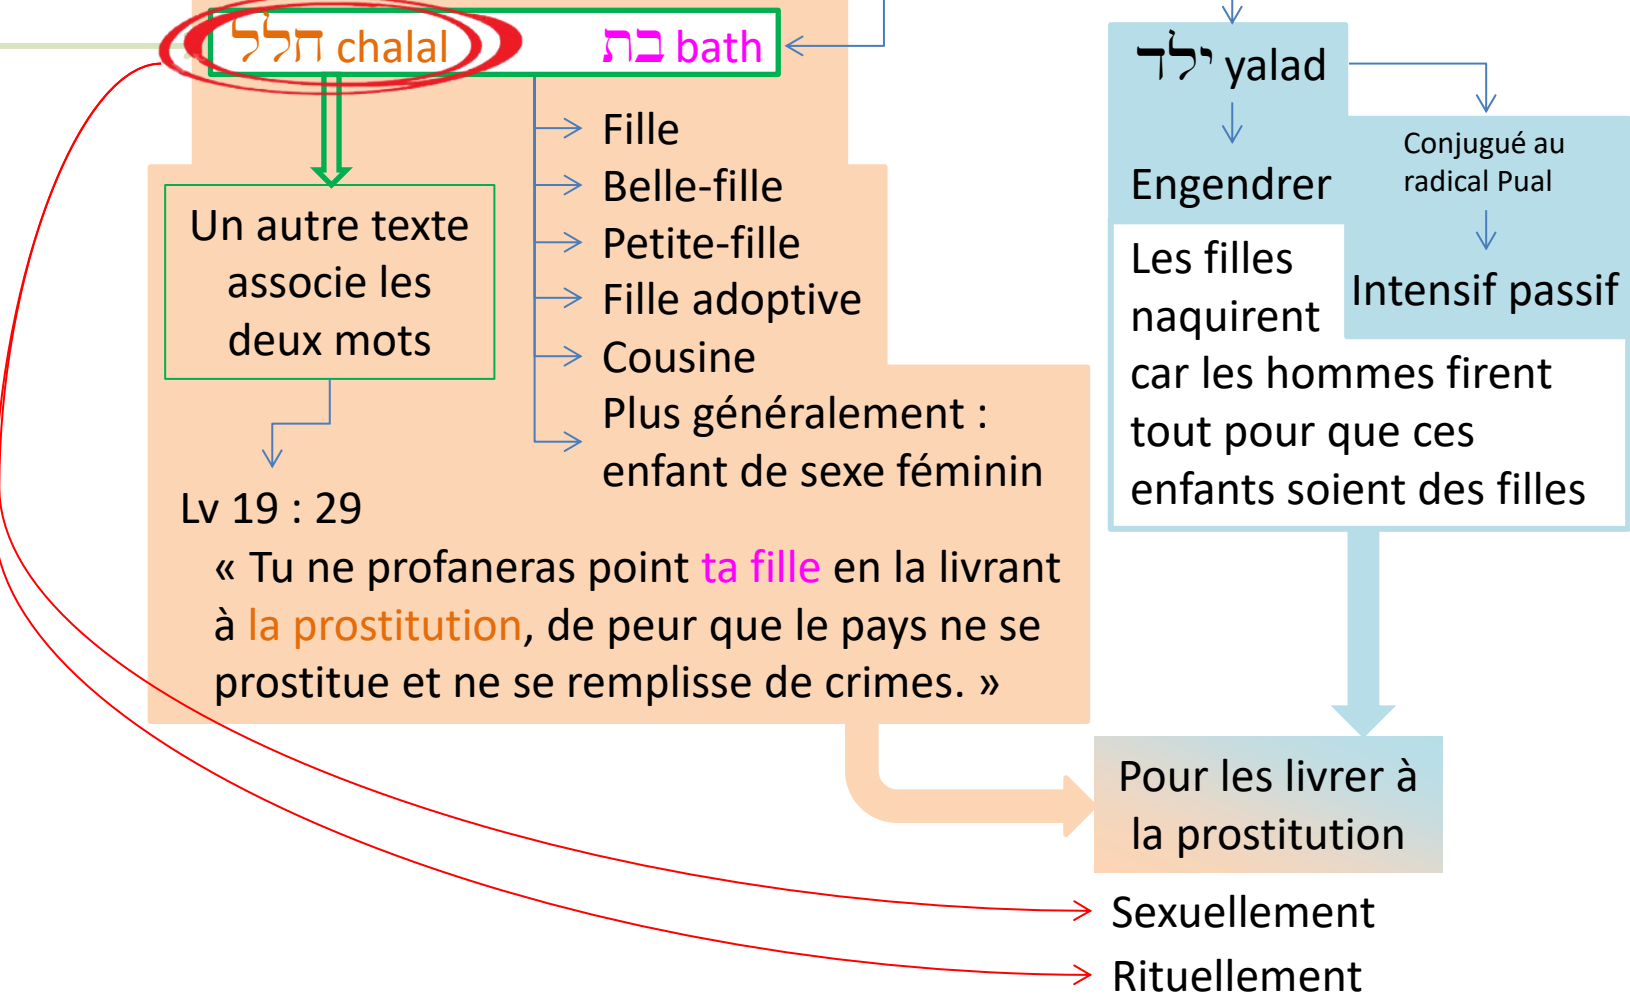 חלל chalal
בת bath
Fille
Belle-fille
Petite-fille
Fille adoptive
Cousine
Plus généralement :
enfant de sexe féminin
Un autre texte
associe les
deux mots
Lv 19 : 29
« Tu ne profaneras point ta fille en la livrant
à la prostitution, de peur que le pays ne se
prostitue et ne se remplisse de crimes. »
ילד yalad
Engendrer
Conjugué au
radical Pual
Intensif passif
Les filles
naquirent
car les hommes firent
tout pour que ces
enfants soient des filles
Pour les livrer à
la prostitution
Sexuellement
Rituellement